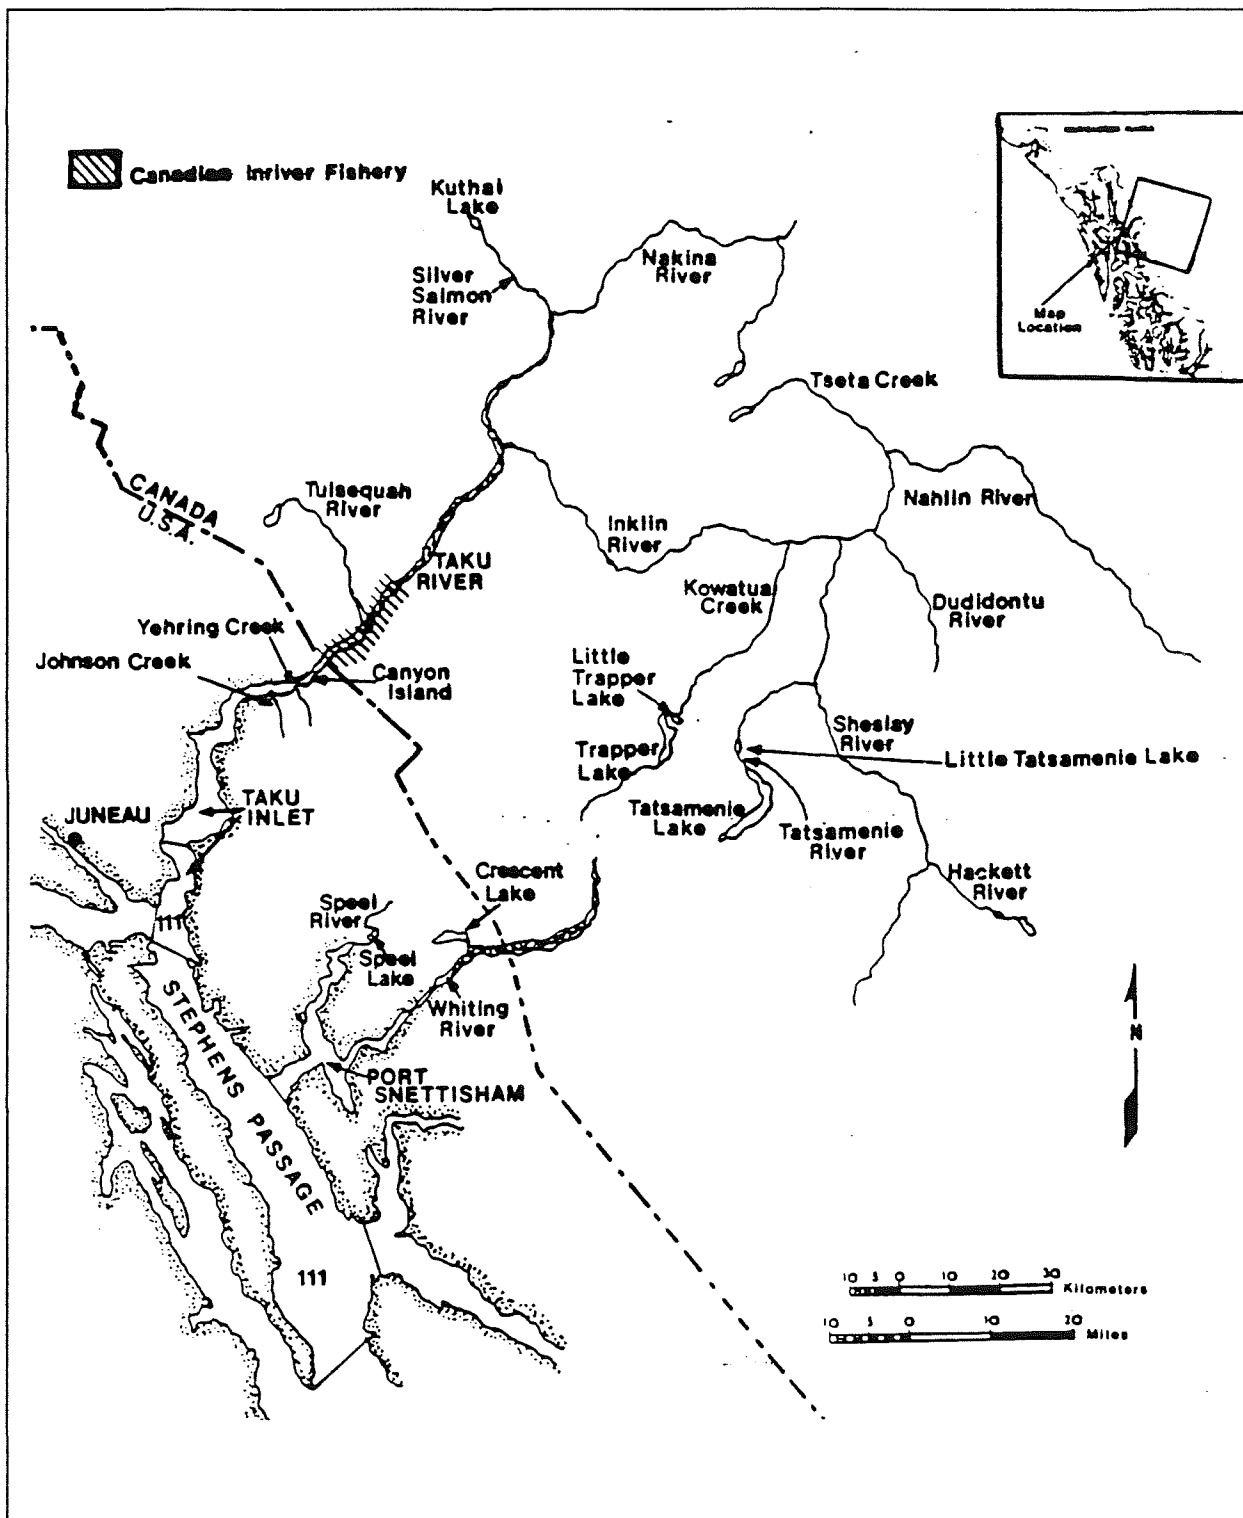 Canadian Inriver Fishery
Kuthai
Lake
Silver
Salmon
River
Nakina
River
Map
Location
Tseta Creek
Nahlin River
CANADA
U.S.A.
Tulsequah
River
Inklin
River
TAKU
RIVER
Kowatua
Creek
Dudidontu
River
Yehring Creek
Johnson Creek
Canyon
Island
Little
Trapper
Lake
Trapper
Lake
Sheslay
River
Little Tatsamenie Lake
Tatsamenie
Lake
Tatsamenie
River
JUNEAU
TAKU
INLET
Hackett
River
Crescent
Lake
Speel
River
Speel
Lake
111
Whiting
River
N
STEPHENS PASSAGE
PORT
SNETTISHAM
111
10 5 0 10 20 30
Kilometers
10 5 0 10 20
Miles